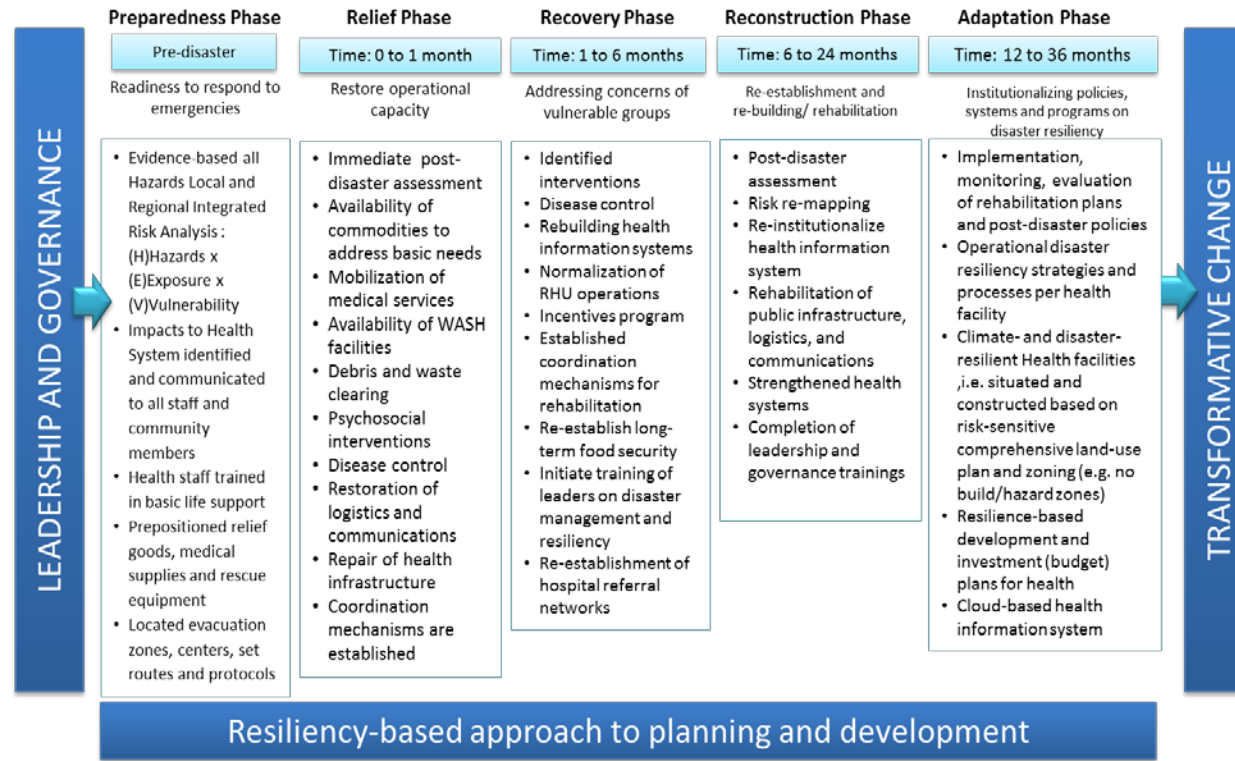 LEADERSHIP AND GOVERNANCE
Preparedness Phase
Pre-disaster
Readiness to respond to
emergencies
• Evidence-based all
Hazards Local and
Regional Integrated
Risk Analysis :
(H)Hazards x
(E)Exposure x
(V)Vulnerability
• Impacts to Health
System identified
and communicated
to all staff and
community
members
• Health staff trained
in basic life support
• Prepositioned relief
goods, medical
supplies and rescue
equipment
• Located evacuation
zones, centers, set
routes and protocols
Relief Phase
Time: 0 to 1 month
Restore operational
capacity
• Immediate post-
disaster assessment
• Availability of
commodities to
address basic needs
• Mobilization of
medical services
• Availability of WASH
facilities
• Debris and waste
clearing
• Psychosocial
interventions
• Disease control
• Restoration of
logistics and
communications
• Repair of health
infrastructure
• Coordination
mechanisms are
established
Recovery Phase
Time: 1 to 6 months
Addressing concerns of
vulnerable groups
• Identified
interventions
• Disease control
• Rebuilding health
information systems
• Normalization of
RHU operations
• Incentives program
• Established
coordination
mechanisms for
rehabilitation
• Re-establish long-
term food security
• Initiate training of
leaders on disaster
management and
resiliency
• Re-establishment of
hospital referral
networks
Reconstruction Phase
Time: 6 to 24 months
Re-establishment and
re-building/ rehabilitation
• Post-disaster
assessment
• Risk re-mapping
• Re-institutionalize
health information
system
• Rehabilitation of
public infrastructure,
logistics, and
communications
• Strengthened health
systems
• Completion of
leadership and
governance trainings
Adaptation Phase
Time: 12 to 36 months
Institutionalizing policies,
systems and programs on
disaster resiliency
• Implementation,
monitoring, evaluation
of rehabilitation plans
and post-disaster policies
• Operational disaster
resiliency strategies and
processes per health
facility
• Climate- and disaster-
resilient Health facilities
,i.e. situated and
constructed based on
risk-sensitive
comprehensive land-use
plan and zoning (e.g. no
build/hazard zones)
• Resilience-based
development and
investment (budget)
plans for health
• Cloud-based health
information system
TRANSFORMATIVE CHANGE
Resiliency-based approach to planning and development